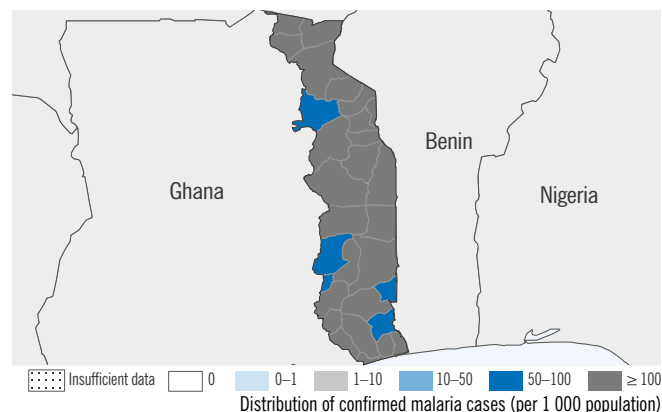 Benin
Ghana
Nigeria
Insufficient data 0 0–1 1–10 10–50 50–100 ≥ 100
Distribution of confirmed malaria cases (per 1 000 population)